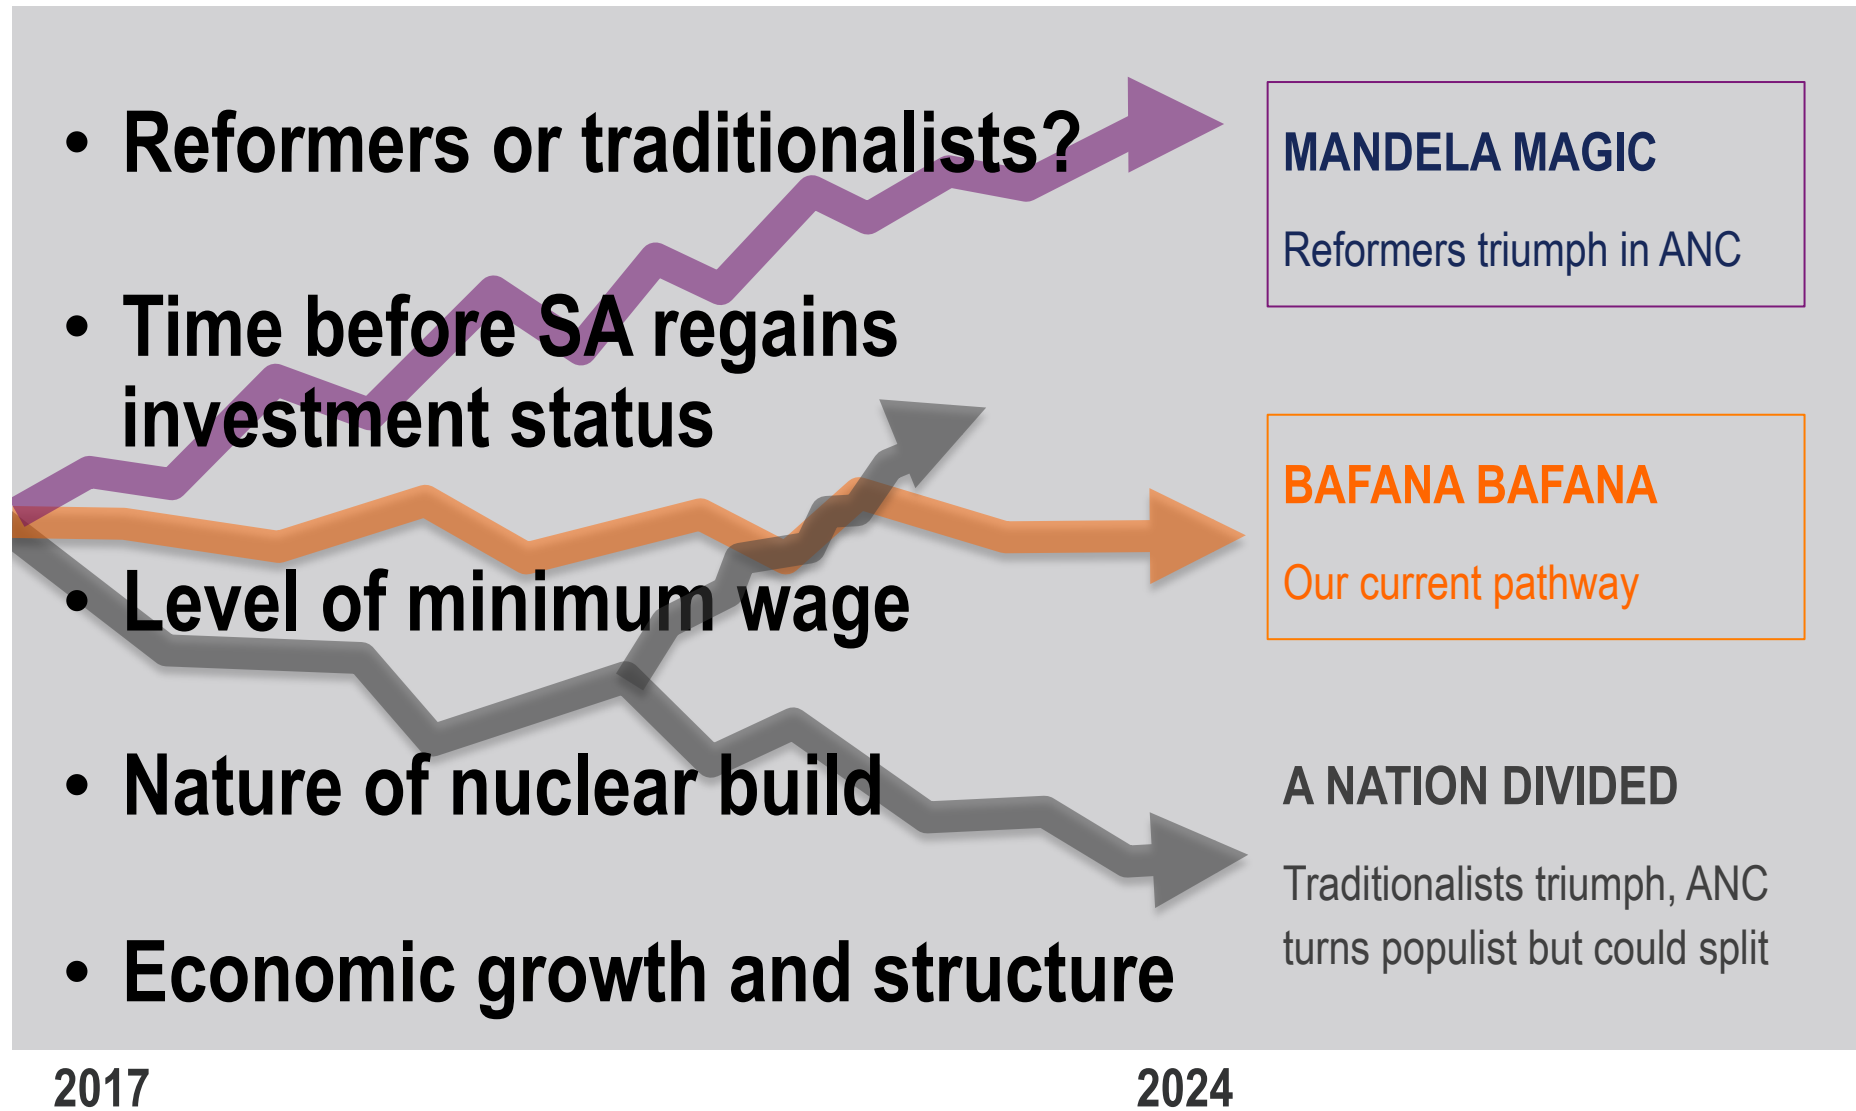 • Reformers or traditionalists?
• Time before SA regains
investment status
• Level of minimum wage
• Nature of nuclear build
• Economic growth and structure
MANDELA MAGIC
Reformers triumph in ANC
BAFANA BAFANA
Our current pathway
A NATION DIVIDED
Traditionalists triumph, ANC
turns populist but could split
2017
2024